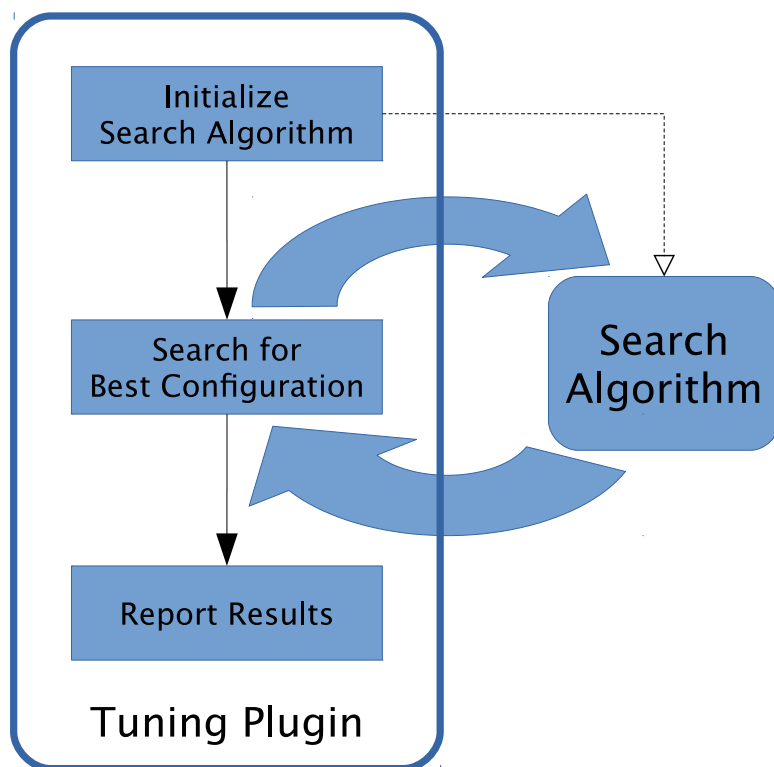 Initialize
Search Algorithm
Search for
Best Configuration
Search
Algorithm
Report Results
Tuning Plugin